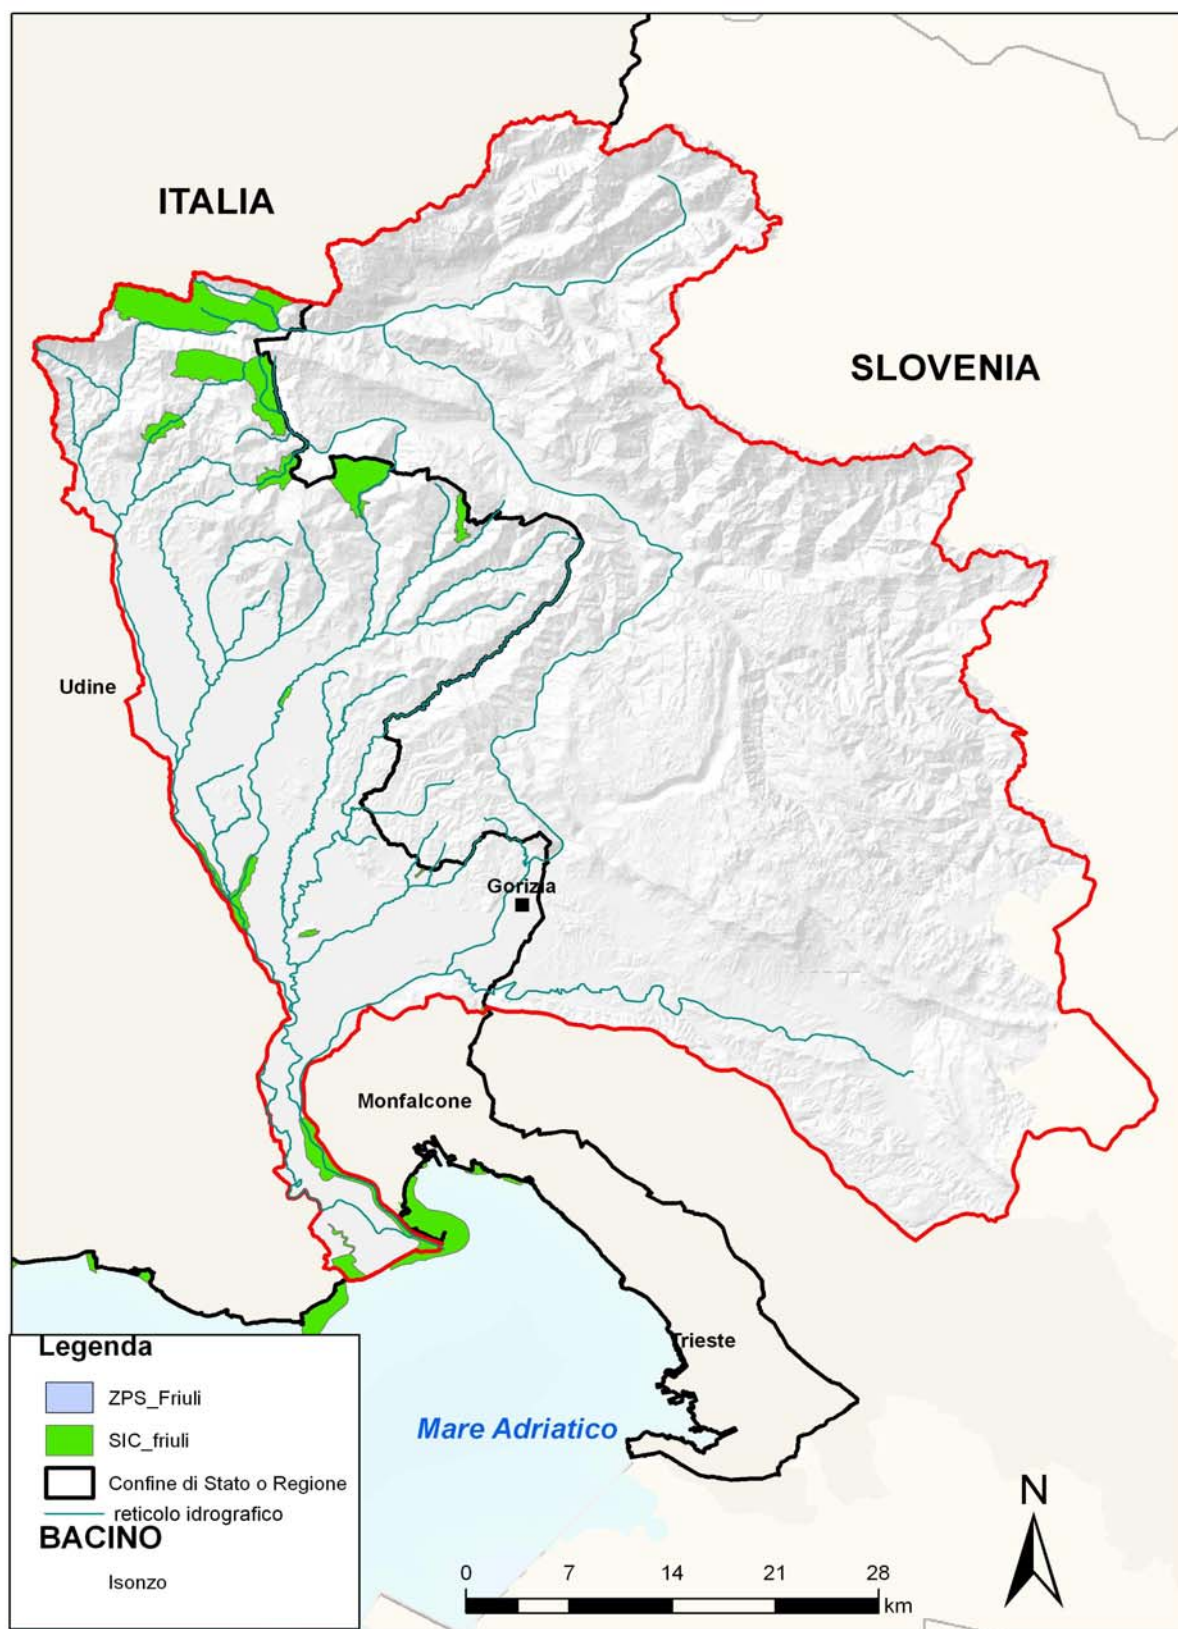 ITALIA
SLOVENIA
Udine
Gorizia
Monfalcone
Trieste
Mare Adriatico
Legenda
ZPS_Friuli
SIC_friuli
Confine di Stato o Regione
reticolo idrografico
BACINO
Isonzo
N
0 7 14 21 28
km